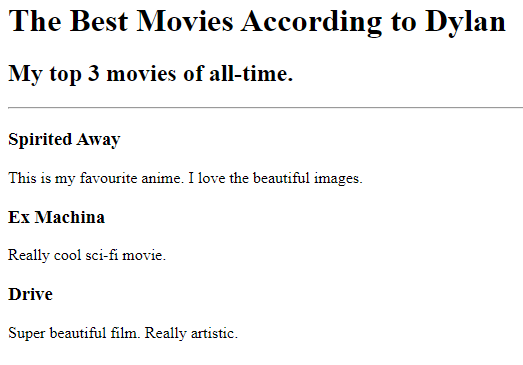 The Best Movies According to Dylan
My top 3 movies of all-time.
Spirited Away
This is my favourite anime. I love the beautiful images.
Ex Machina
Really cool sci-fi movie.
Drive
Super beautiful film. Really artistic.